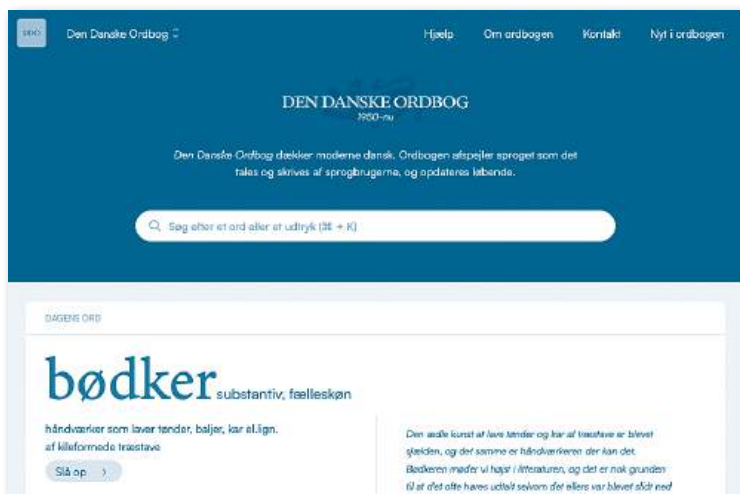 DDO
Den Danske Ordbog
Hjælp Om ordbogen Kontakt Nyt i ordbogen
DEN DANSKE ORDBOG
1950-nu
Den Danske Ordbog dækker moderne dansk. Ordbogen afspejler sproget som det
tales og skrives af sprogbrugerne, og opdateres løbende.
Søg efter et ord eller et udtryk (⌘ + K)
DAGENS ORD
bødker substantiv, fælleskøn
håndværker som laver tønder, baljer, kar el.lign.
af kileformede træstave
Slå op >
Den ædle kunst at lave tønder og kar af træstave er blevet
sjælden, og det samme er håndværkeren der kan det.
Bødkeren møder vi højst i litteraturen, og det er nok grunden
til at d'et ofte høres udtalt selvom det ellers var blevet slidt ned